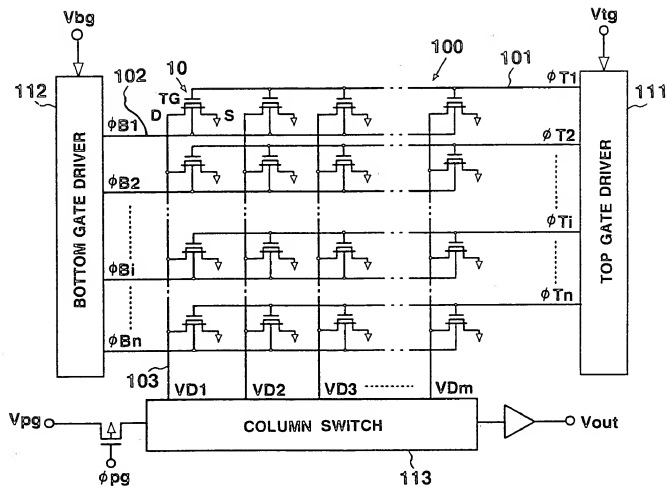 Vbg
Vtg
112
102
10
100
101
ϕT1
111
TG
D
S
ϕB1
ϕT2
ϕB2
BOTTOM GATE DRIVER
TOP GATE DRIVER
ϕTi
ϕBi
ϕTn
ϕBn
103
VD1
VD2
VD3
VDm
Vpg
COLUMN SWITCH
Vout
ϕpg
113